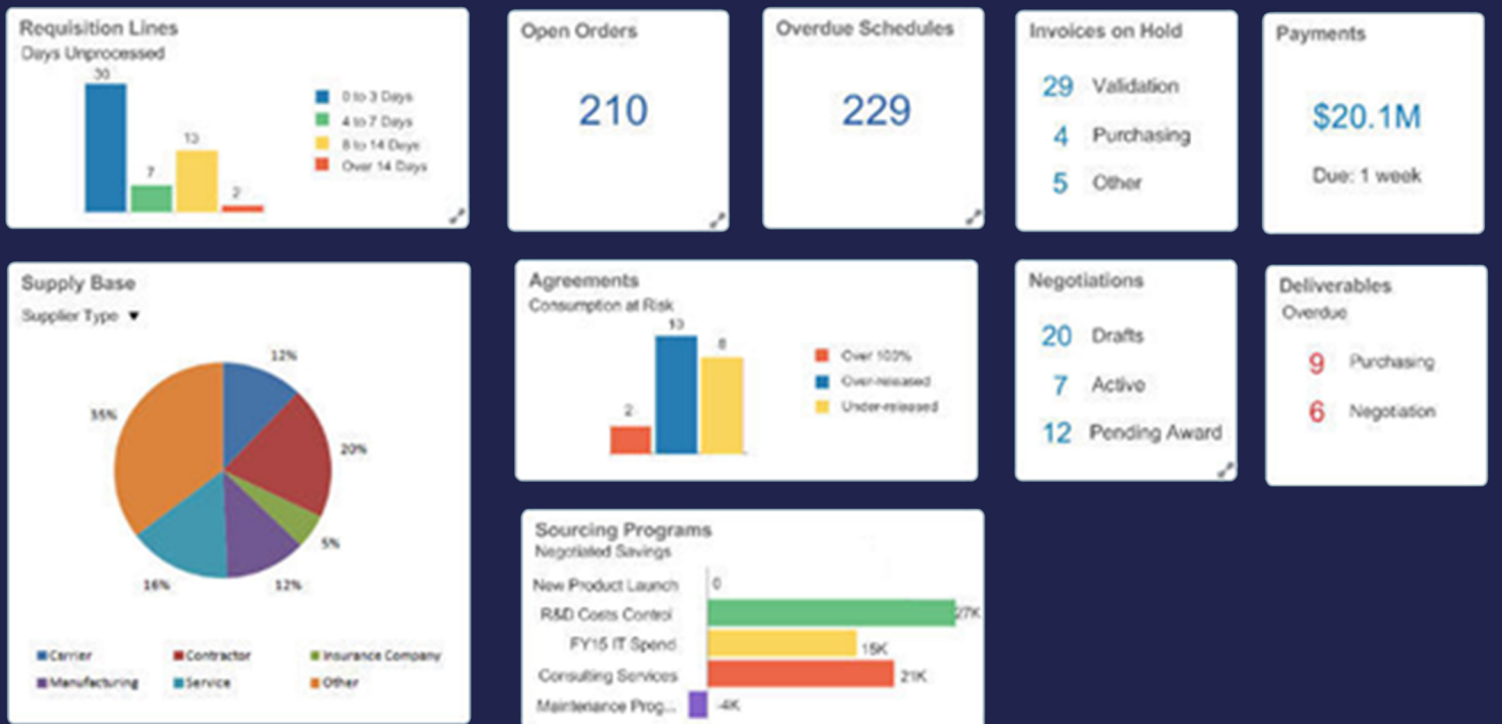 Requisition Lines
Days Unprocessed
30
7
13
2
0 to 3 Days
4 to 7 Days
8 to 14 Days
Over 14 Days
Open Orders
210
Overdue Schedules
229
Invoices on Hold
29 Validation
4 Purchasing
5 Other
Payments
$20.1M
Due: 1 week
Supply Base
Supplier Type
12%
20%
5%
12%
16%
35%
Carrier
Contractor
Insurance Company
Manufacturing
Service
Other
Agreements
Consumption at Risk
2
10
8
Over 100%
Over-released
Under-released
Negotiations
20 Drafts
7 Active
12 Pending Award
Deliverables
Overdue
9 Purchasing
6 Negotiation
Sourcing Programs
Negotiated Savings
New Product Launch 0
R&D Costs Control 27K
FY15 IT Spend 15K
Consulting Services 21K
Maintenance Prog... -4K